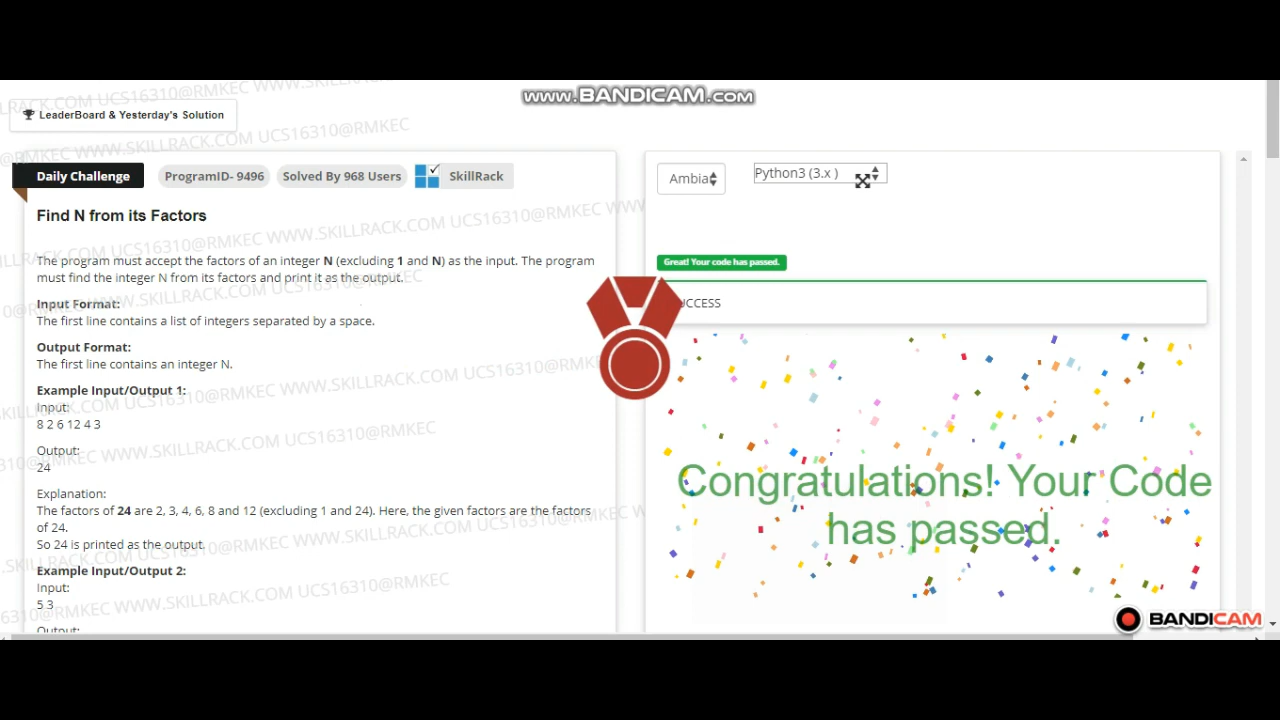 www.BANDICAM.com
LeaderBoard & Yesterday's Solution
Daily Challenge
ProgramID- 9496
Solved By 968 Users
SkillRack
Find N from its Factors
The program must accept the factors of an integer N (excluding 1 and N) as the input. The program
must find the integer N from its factors and print it as the output.
Input Format:
The first line contains a list of integers separated by a space.
Output Format:
The first line contains an integer N.
Example Input/Output 1:
Input:
8 2 6 12 4 3
Output:
24
Explanation:
The factors of 24 are 2, 3, 4, 6, 8 and 12 (excluding 1 and 24). Here, the given factors are the factors
of 24.
So 24 is printed as the output.
Example Input/Output 2:
Input:
5 3
Output:
Ambia
Python3 (3.x )
Great! Your code has passed.
UCCESS
Congratulations! Your Code
has passed.
BANDICAM
WWW.SKILLRACK.COM UCS16310@RMKEC